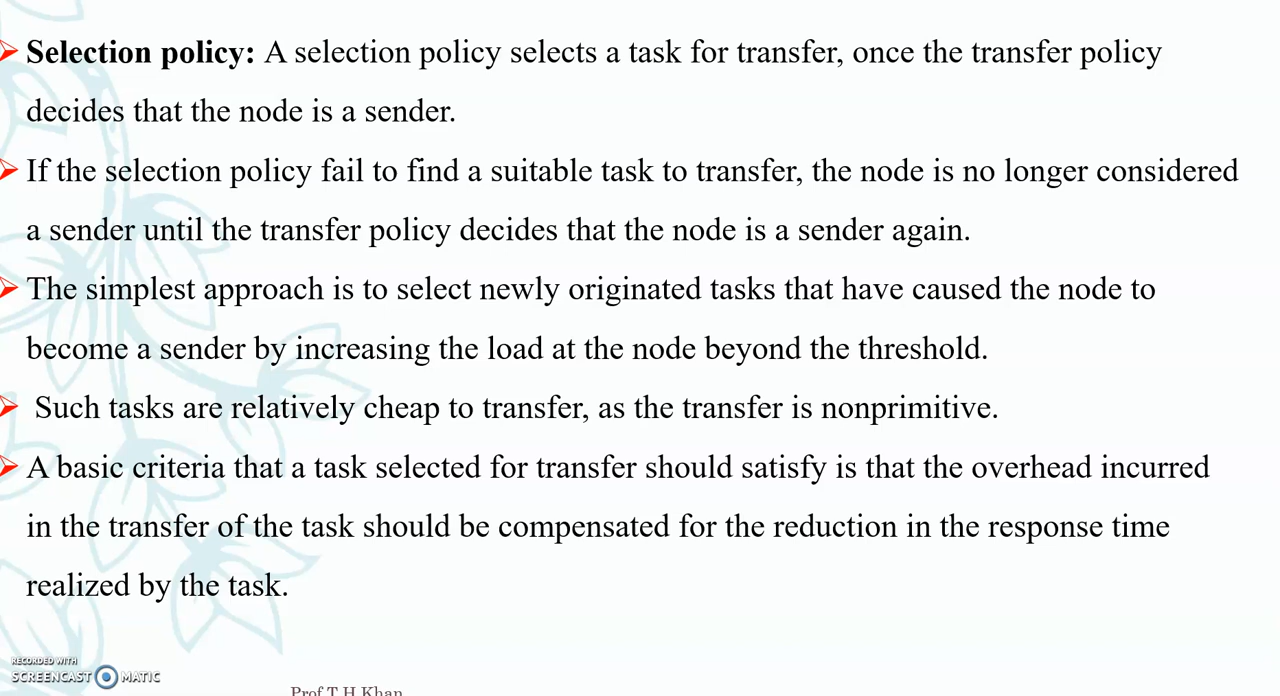 Selection policy: A selection policy selects a task for transfer, once the transfer policy
decides that the node is a sender.
If the selection policy fail to find a suitable task to transfer, the node is no longer considered
a sender until the transfer policy decides that the node is a sender again.
The simplest approach is to select newly originated tasks that have caused the node to
become a sender by increasing the load at the node beyond the threshold.
Such tasks are relatively cheap to transfer, as the transfer is nonprimitive.
A basic criteria that a task selected for transfer should satisfy is that the overhead incurred
in the transfer of the task should be compensated for the reduction in the response time
realized by the task.
RECORDED WITH
SCREENCAST MATIC
Prof T H Khan